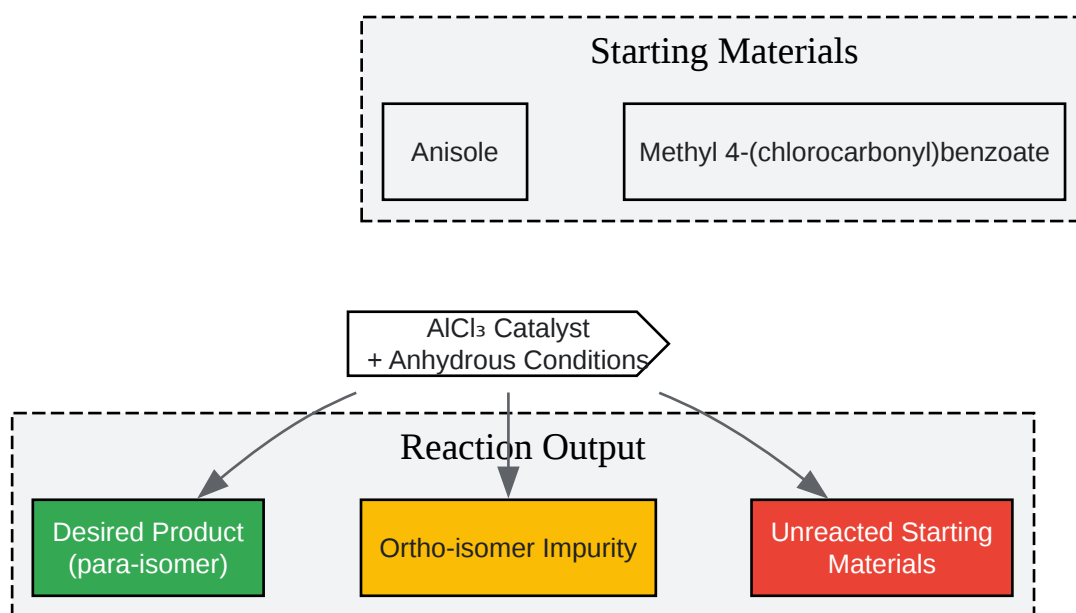 Starting Materials
Anisole
Methyl 4-(chlorocarbonyl)benzoate
AlCl₃ Catalyst
+ Anhydrous Conditions
Reaction Output
Desired Product
(para-isomer)
Ortho-isomer Impurity
Unreacted Starting
Materials